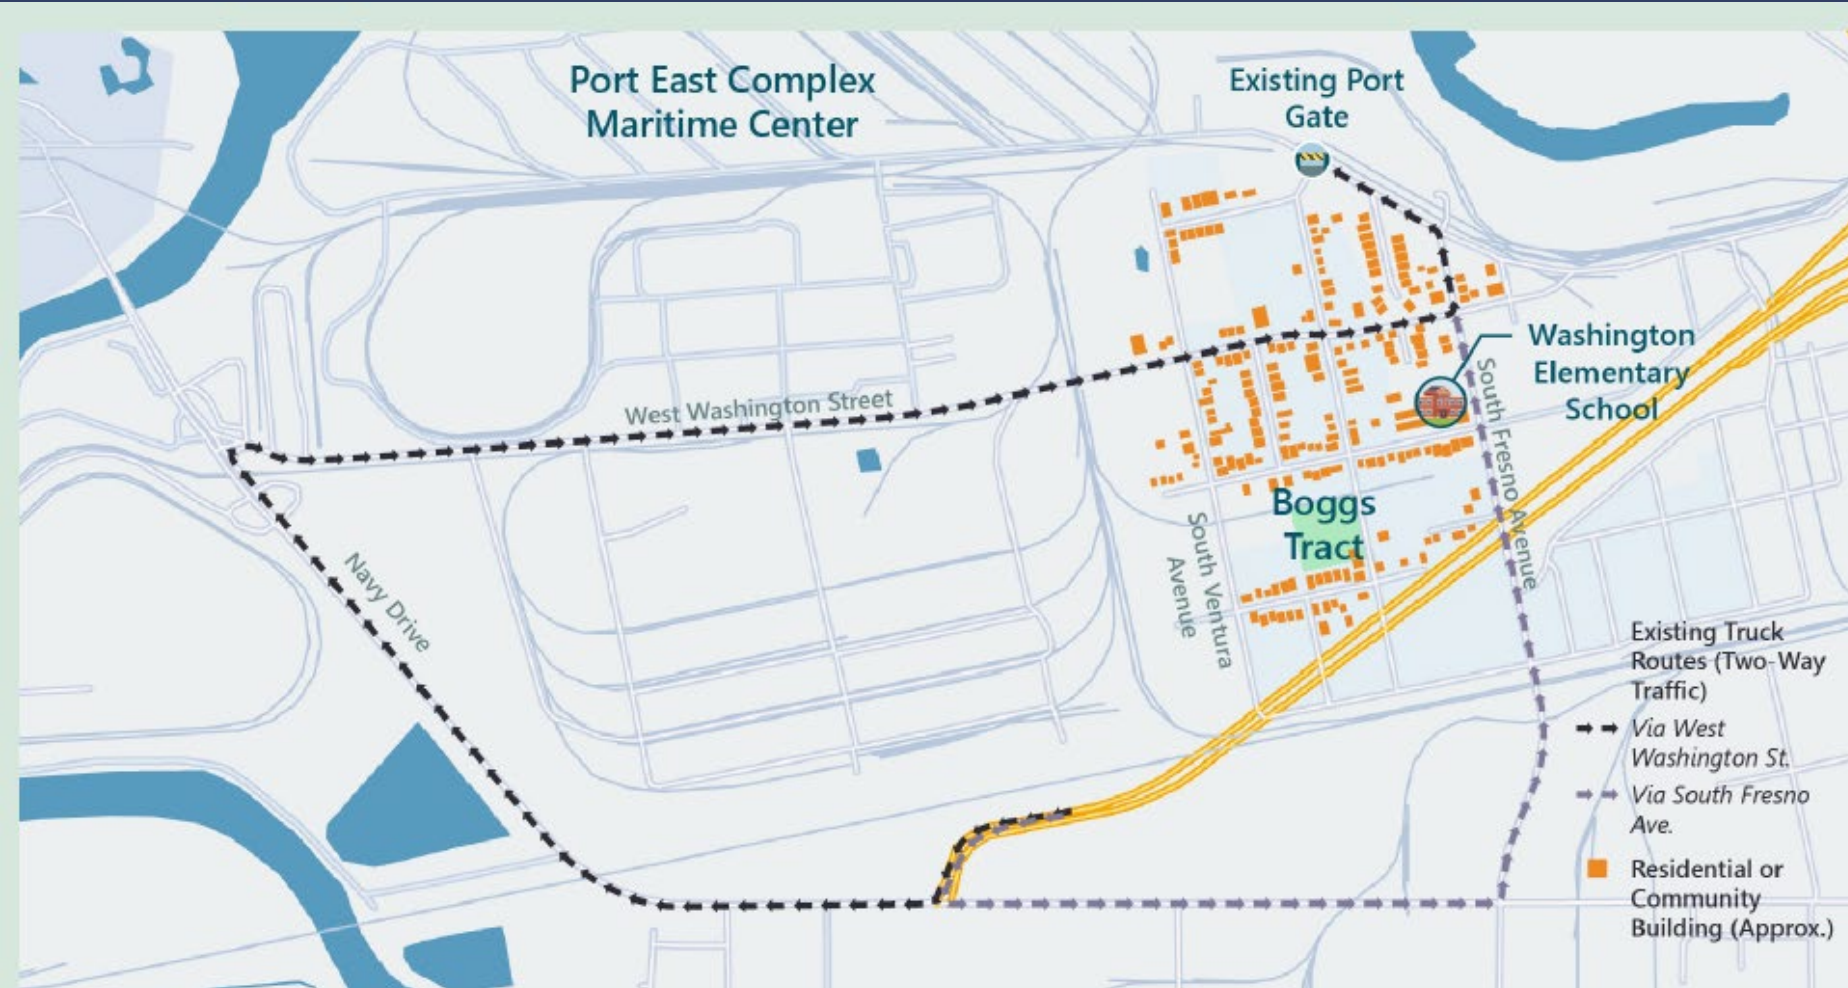 Port East Complex
Maritime Center
Existing Port
Gate
Washington
Elementary
School
West Washington Street
South Fresno Avenue
Boggs
Tract
South Ventura
Avenue
Navy Drive
Existing Truck
Routes (Two-Way
Traffic)
Via West
Washington St.
Via South Fresno
Ave.
Residential or
Community
Building (Approx.)